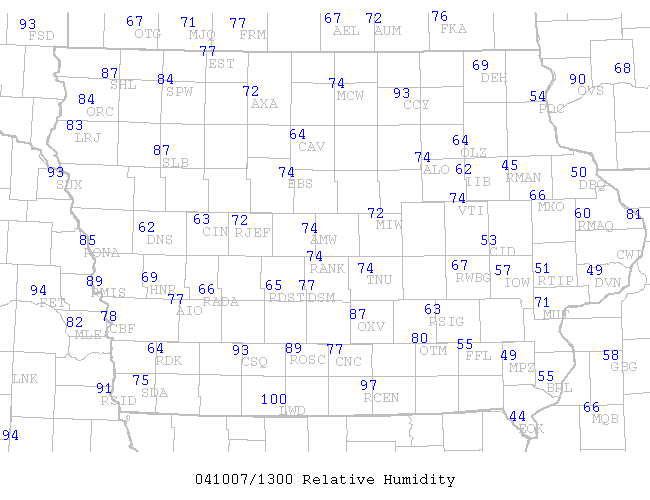 93 FSD
67 OTG
71 MJQ
77 FRM
67 AEL
72 AUM
76 FKA
77 EST
87 SHL
84 SPW
72 AXA
74 MCW
93 CCY
69 DEH
90 OVS
68
84 ORC
54 PDC
83 LRJ
64 CAV
64 OLZ
87 SLB
93 SUX
74 EBS
74 ALO
62 IIB
45 RMAN
50 DBQ
66 MXO
62 DNS
63 CIN
72 RJEF
74 AMW
72 MIW
74 VTI
60 RMAQ
81 CWI
85 RONA
53 CID
74 RANK
89 RMIS
69 HNR
66 RADA
65 RDST
77 DSM
74 TNU
67 RWBG
57 IOW
51 RTIP
49 DVN
94 FET
77 AIO
71 MUT
82 MLE
78 CBF
87 OXV
63 RSIG
64 RDK
93 CSQ
89 ROSC
77 CNC
80 OTM
55 FFL
49 MPZ
58 GBG
LNK
91 RSID
75 SDA
100 LWD
97 RCEN
55 BRL
66 MQB
44 EOK
94
041007/1300 Relative Humidity